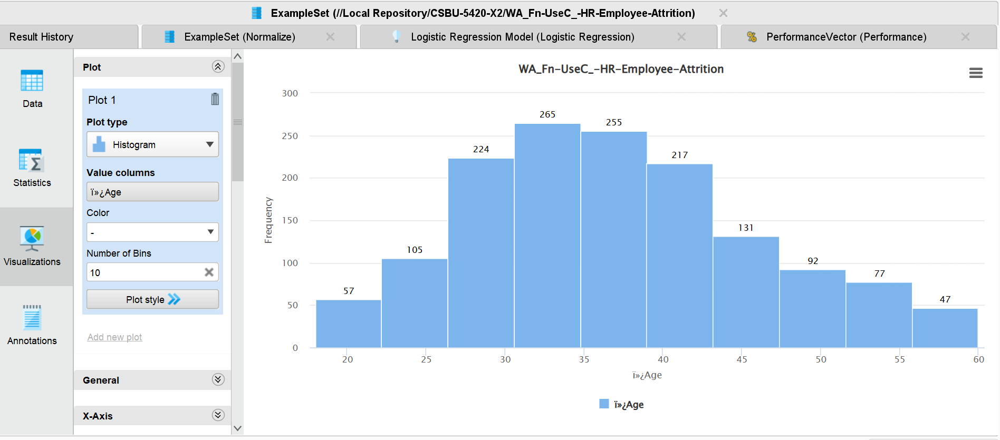 ExampleSet (//Local Repository/CSBU-5420-X2/WA_Fn-UseC_-HR-Employee-Attrition)
Result History
ExampleSet (Normalize)
Logistic Regression Model (Logistic Regression)
PerformanceVector (Performance)
Data
Statistics
Visualizations
Annotations
Plot
Plot 1
Plot type
Histogram
Value columns
ï»¿Age
Color
-
Number of Bins
10
Plot style
Add new plot
General
X-Axis
WA_Fn-UseC_-HR-Employee-Attrition
Frequency
300
250
200
150
100
50
0
57
105
224
265
255
217
131
92
77
47
20
25
30
35
40
45
50
55
60
ï»¿Age
ï»¿Age